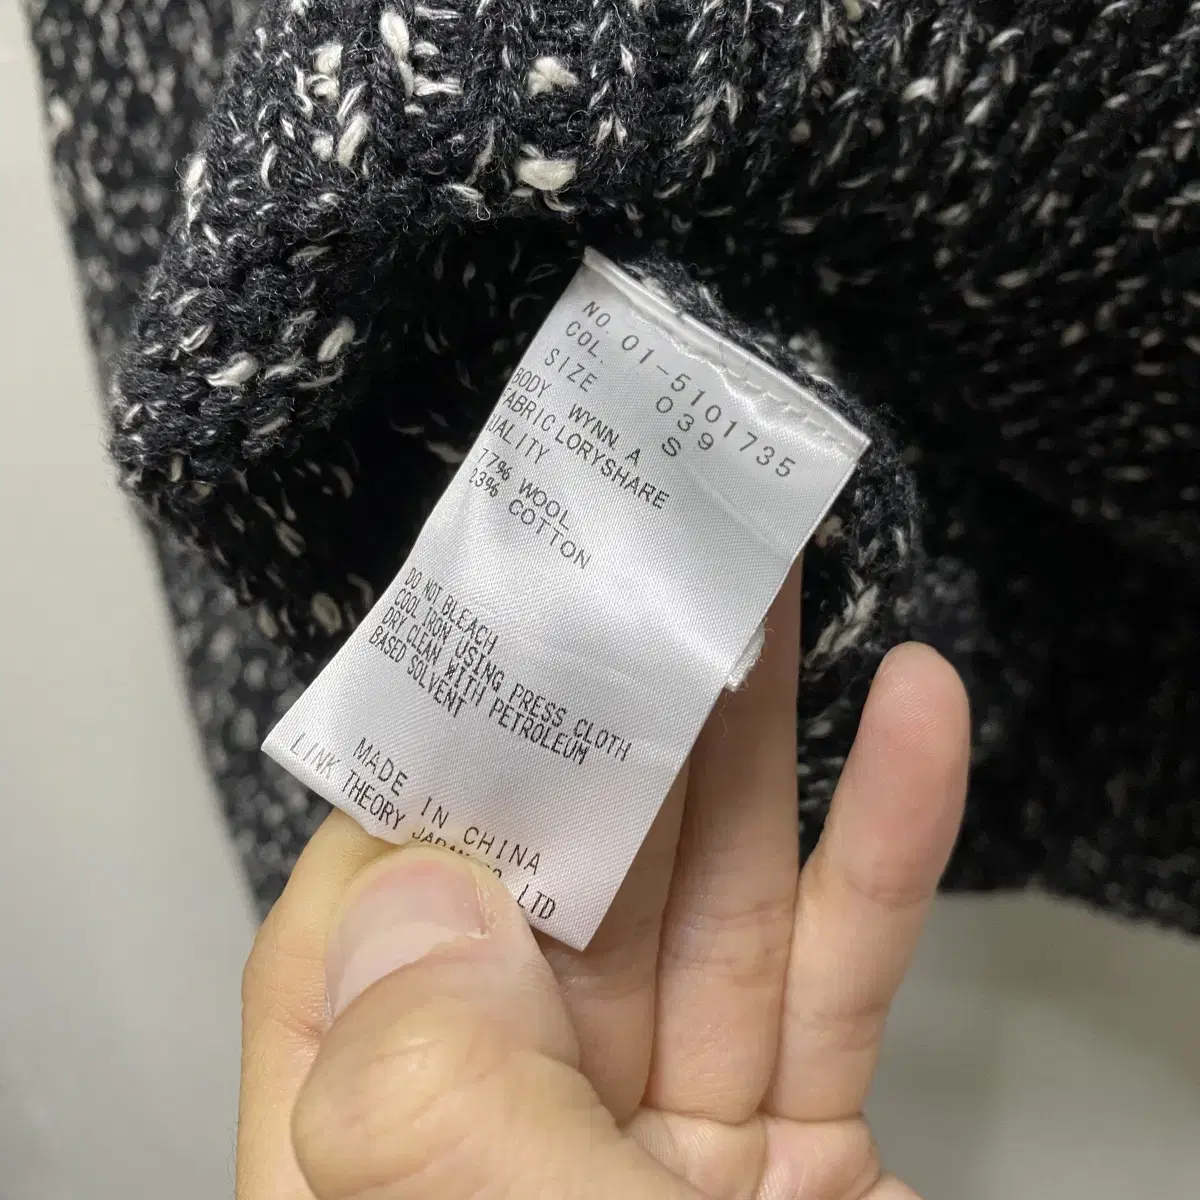 NO. 01-5101735
COL. 039
SIZE S
BODY WYNN A
FABRIC LORYSHARE
QUALITY
77% WOOL
23% COTTON
DO NOT BLEACH
COOL IRON USING PRESS CLOTH
DRY CLEAN WITH PETROLEUM
BASED SOLVENT
MADE IN CHINA
LINK THEORY JAPAN CO LTD